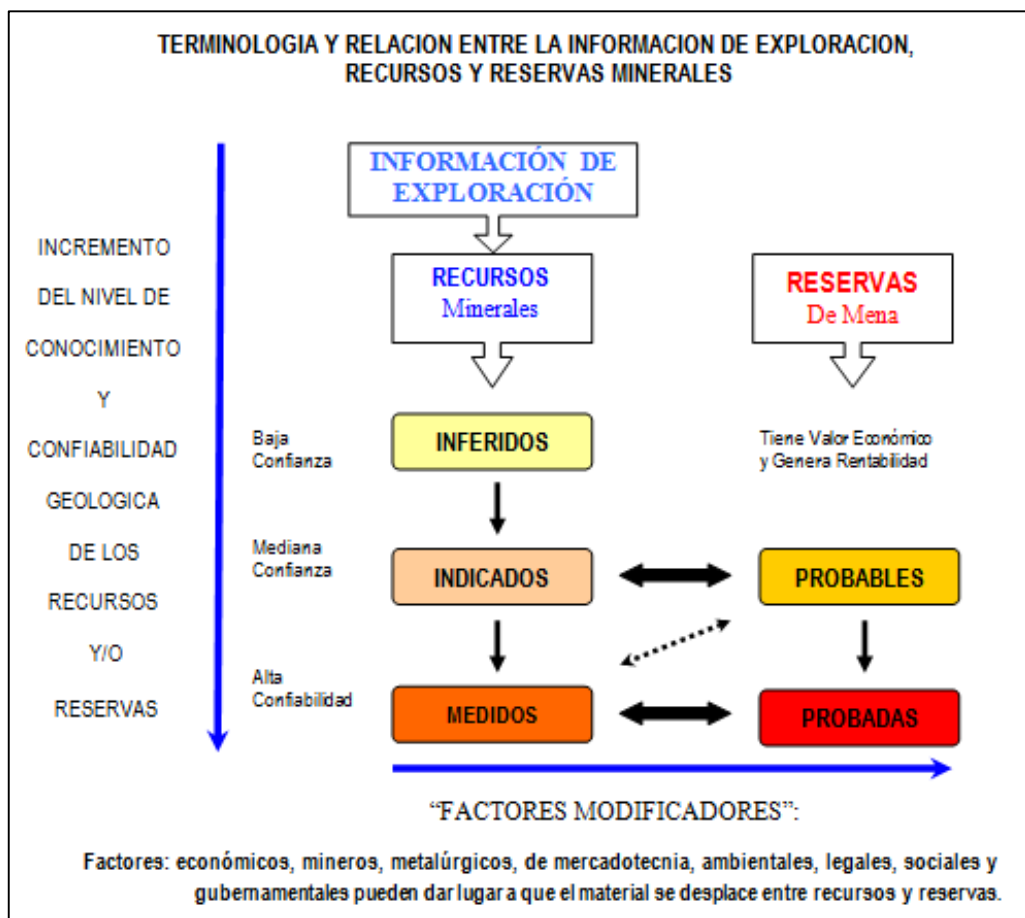 TERMINOLOGIA Y RELACION ENTRE LA INFORMACION DE EXPLORACION,
RECURSOS Y RESERVAS MINERALES
INFORMACIÓN DE
EXPLORACIÓN
INCREMENTO
DEL NIVEL DE
CONOCIMIENTO
Y
CONFIABILIDAD
GEOLOGICA
DE LOS
RECURSOS
Y/O
RESERVAS
RECURSOS
Minerales
RESERVAS
De Mena
Baja
Confianza
INFERIDOS
Tiene Valor Económico
y Genera Rentabilidad
Mediana
Confianza
INDICADOS
PROBABLES
Alta
Confiabilidad
MEDIDOS
PROBADAS
“FACTORES MODIFICADORES”:
Factores: económicos, mineros, metalúrgicos, de mercadotecnia, ambientales, legales, sociales y
gubernamentales pueden dar lugar a que el material se desplace entre recursos y reservas.